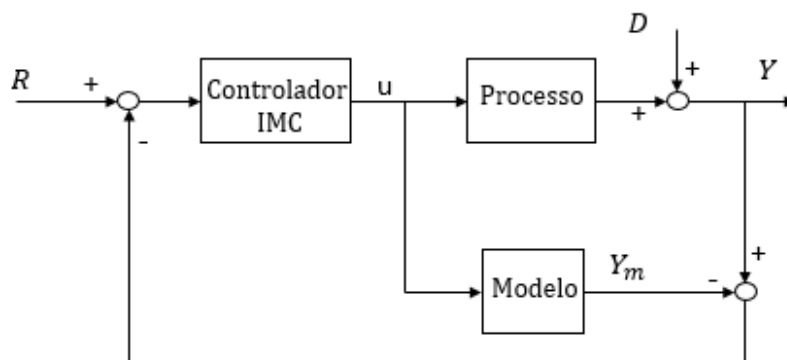 D
R
+
-
Controlador
IMC
u
Processo
+
+
Y
Modelo
Y_m
-
+